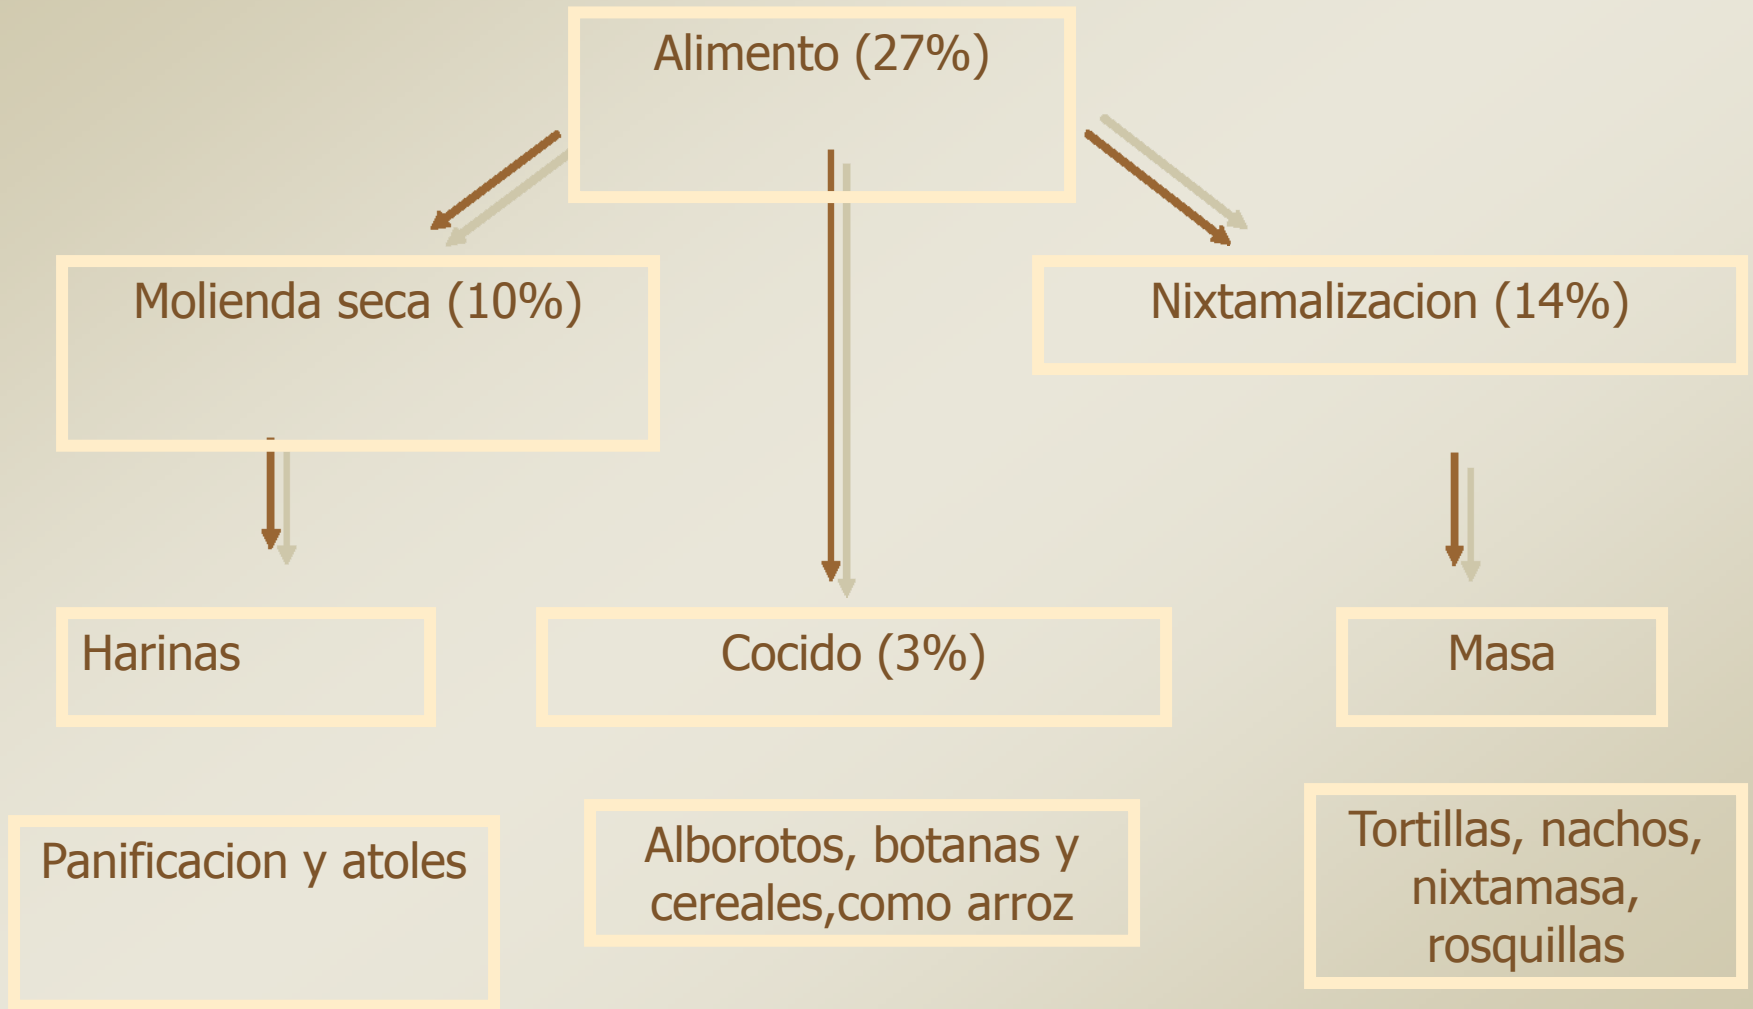 Alimento (27%)
Molienda seca (10%)
Nixtamalizacion (14%)
Harinas
Cocido (3%)
Masa
Panificacion y atoles
Alborotos, botanas y
cereales,como arroz
Tortillas, nachos,
nixtamasa,
rosquillas